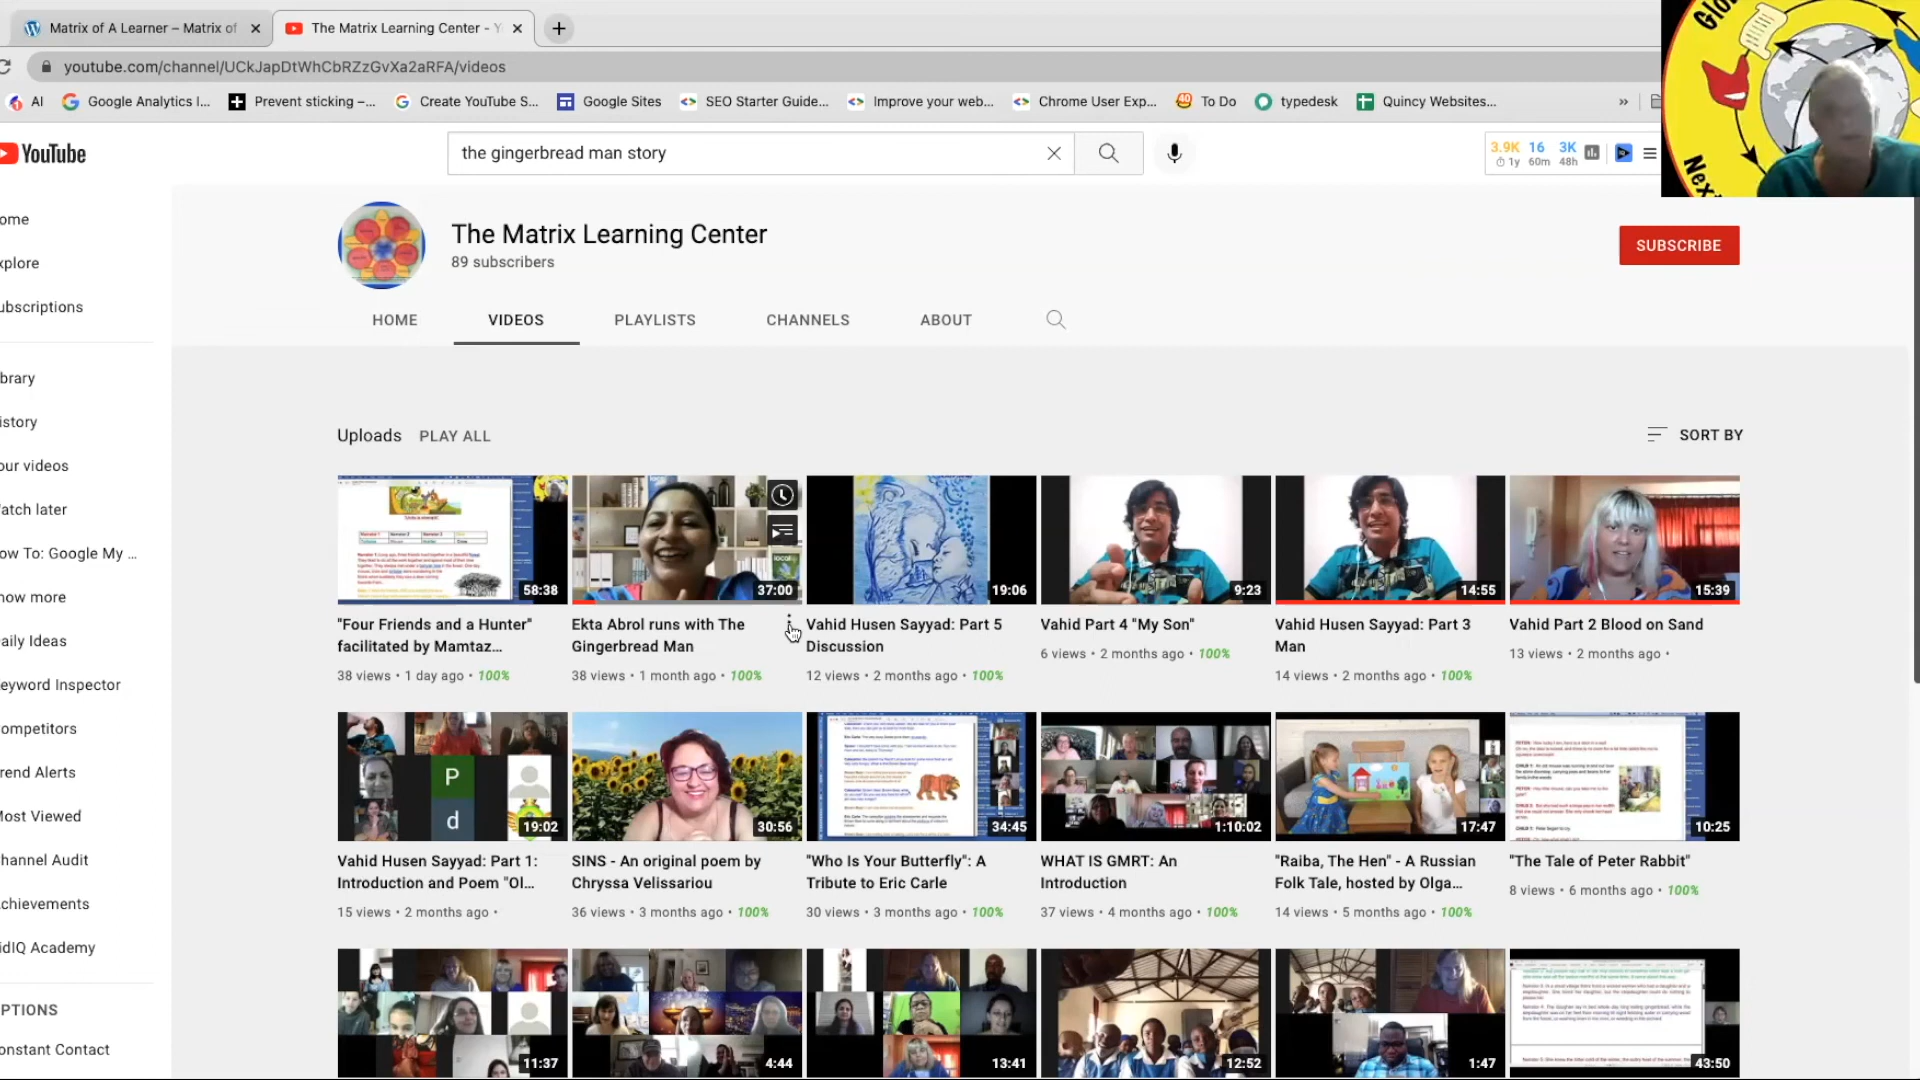 Matrix of A Learner – Matrix of
The Matrix Learning Center - Y
youtube.com/channel/UCkJapDtWhCbRZzGvXa2aRFA/videos
AI
Google Analytics I...
Prevent sticking –...
Create YouTube S...
Google Sites
SEO Starter Guide...
Improve your web...
Chrome User Exp...
To Do
typedesk
Quincy Websites...
»
Glo
Nex
YouTube
the gingerbread man story
3.9K 16 3K
1y 60m 48h
The Matrix Learning Center
89 subscribers
SUBSCRIBE
HOME
VIDEOS
PLAYLISTS
CHANNELS
ABOUT
ome
xplore
ubscriptions
brary
istory
our videos
atch later
ow To: Google My ...
how more
aily Ideas
eyword Inspector
ompetitors
rend Alerts
Most Viewed
hannel Audit
chievements
idIQ Academy
PTIONS
onstant Contact
Uploads PLAY ALL
SORT BY
58:38
local
37:00
19:06
9:23
14:55
15:39
"Four Friends and a Hunter"
facilitated by Mamtaz...
38 views • 1 day ago • 100%
Ekta Abrol runs with The
Gingerbread Man
38 views • 1 month ago • 100%
Vahid Husen Sayyad: Part 5
Discussion
12 views • 2 months ago • 100%
Vahid Part 4 "My Son"
6 views • 2 months ago • 100%
Vahid Husen Sayyad: Part 3
Man
14 views • 2 months ago • 100%
Vahid Part 2 Blood on Sand
13 views • 2 months ago •
P
d
19:02
30:56
34:45
1:10:02
17:47
10:25
Vahid Husen Sayyad: Part 1:
Introduction and Poem "Ol...
15 views • 2 months ago •
SINS - An original poem by
Chryssa Velissariou
36 views • 3 months ago • 100%
"Who Is Your Butterfly": A
Tribute to Eric Carle
30 views • 3 months ago • 100%
WHAT IS GMRT: An
Introduction
37 views • 4 months ago • 100%
"Raiba, The Hen" - A Russian
Folk Tale, hosted by Olga...
14 views • 5 months ago • 100%
"The Tale of Peter Rabbit"
8 views • 6 months ago • 100%
11:37
4:44
13:41
12:52
1:47
43:50